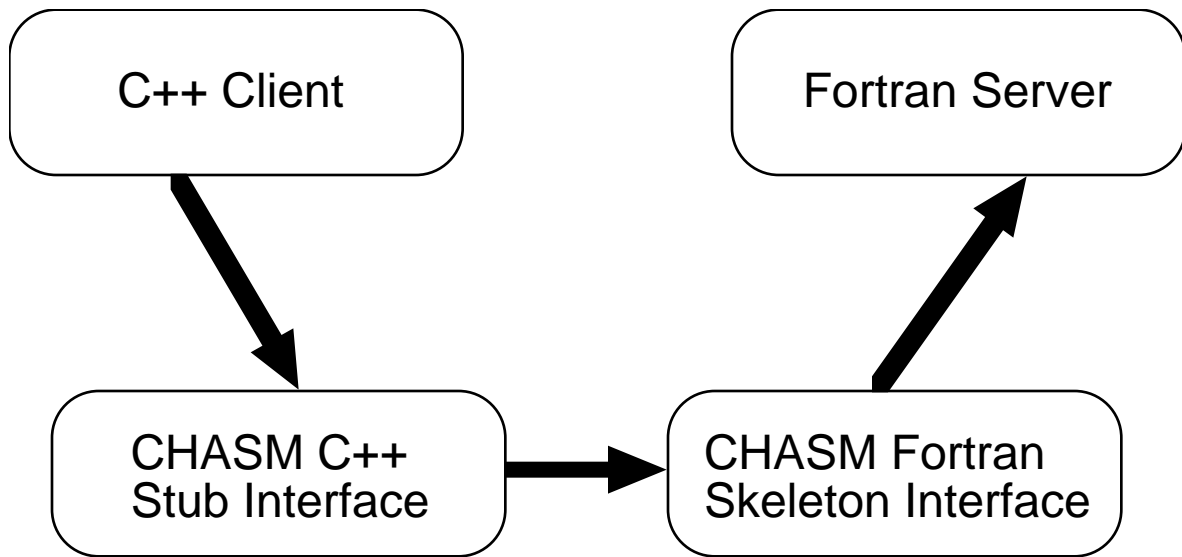 C++ Client
Fortran Server
CHASM C++
Stub Interface
CHASM Fortran
Skeleton Interface